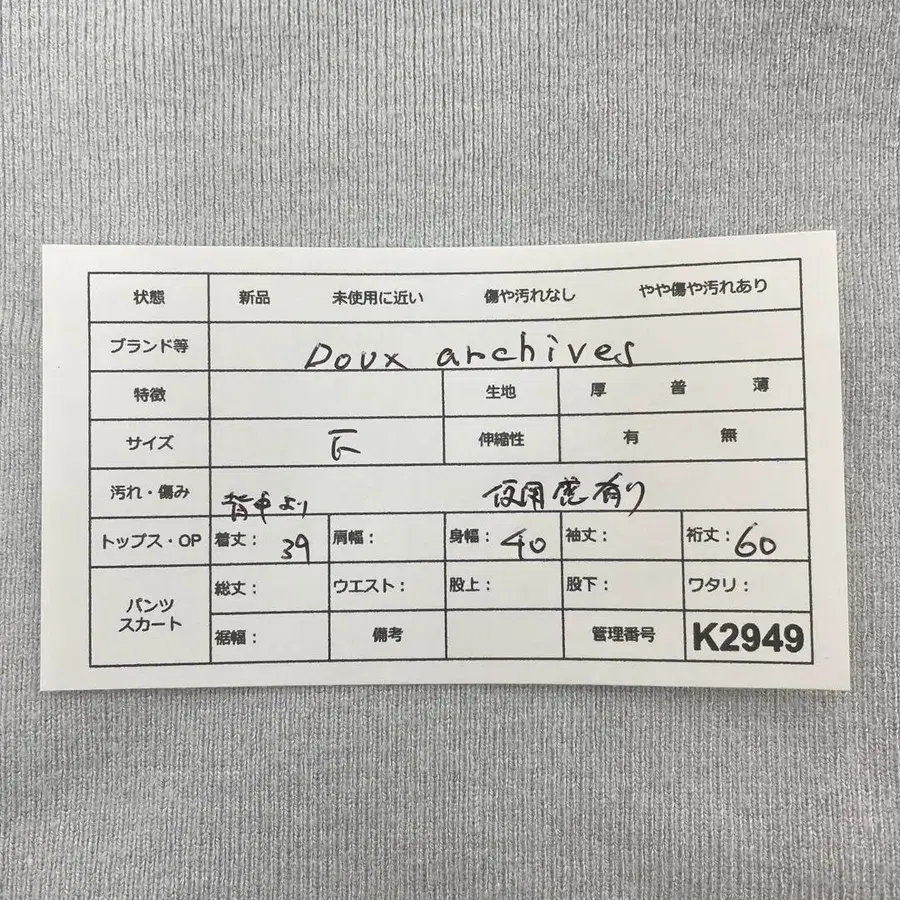 状態 新品 未使用に近い 傷や汚れなし やや傷や汚れあり
ブランド等 Doux archives
特徴 生地 厚 普 薄
サイズ F 伸縮性 有 無
汚れ・傷み 使用感有り
背中より
トップス・OP 着丈: 39 肩幅: 身幅: 40 袖丈: 裄丈: 60
パンツ スカート 総丈: ウエスト: 股上: 股下: ワタリ:
裾幅: 備考 管理番号 K2949